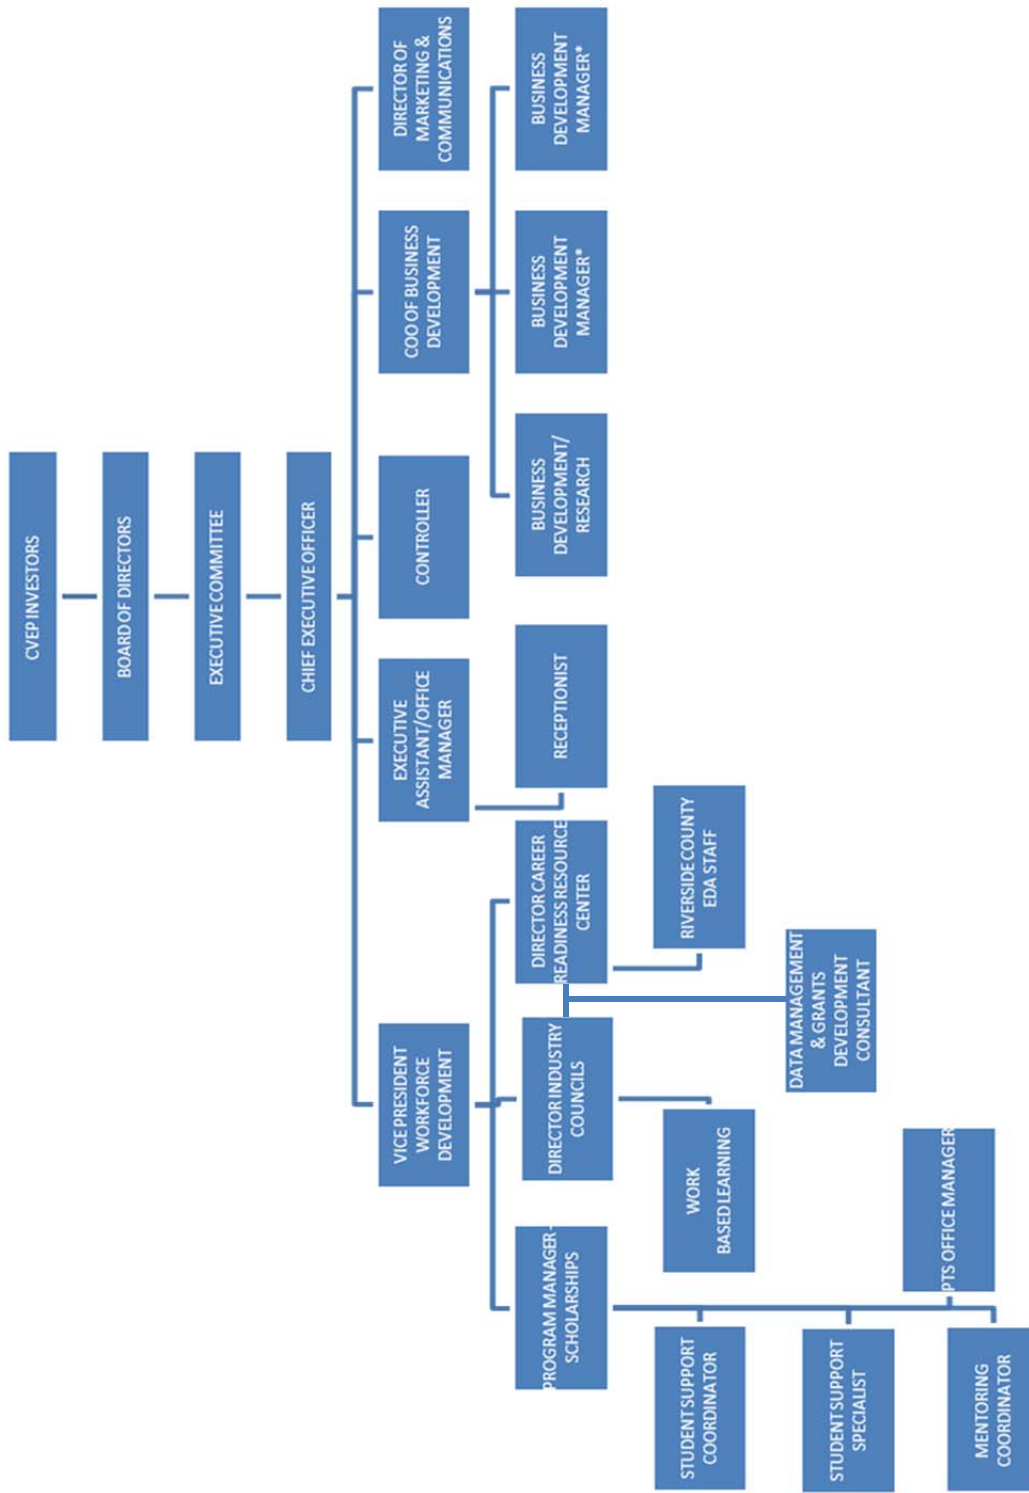 CVEP INVESTORS
BOARD OF DIRECTORS
EXECUTIVE COMMITTEE
CHIEF EXECUTIVE OFFICER
VICE PRESIDENT
WORKFORCE
DEVELOPMENT
EXECUTIVE
ASSISTANT/OFFICE
MANAGER
CONTROLLER
COO OF BUSINESS
DEVELOPMENT
DIRECTOR OF
MARKETING &
COMMUNICATIONS
PROGRAM MANAGER -
SCHOLARSHIPS
DIRECTOR INDUSTRY
COUNCILS
DIRECTOR CAREER
READINESS RESOURCE
CENTER
RECEPTIONIST
BUSINESS
DEVELOPMENT/
RESEARCH
BUSINESS
DEVELOPMENT
MANAGER*
BUSINESS
DEVELOPMENT
MANAGER*
STUDENT SUPPORT
COORDINATOR
WORK
BASED LEARNING
RIVERSIDE COUNTY
EDA STAFF
DATA MANAGEMENT
& GRANTS
DEVELOPMENT
CONSULTANT
STUDENT SUPPORT
SPECIALIST
PTS OFFICE MANAGER
MENTORING
COORDINATOR